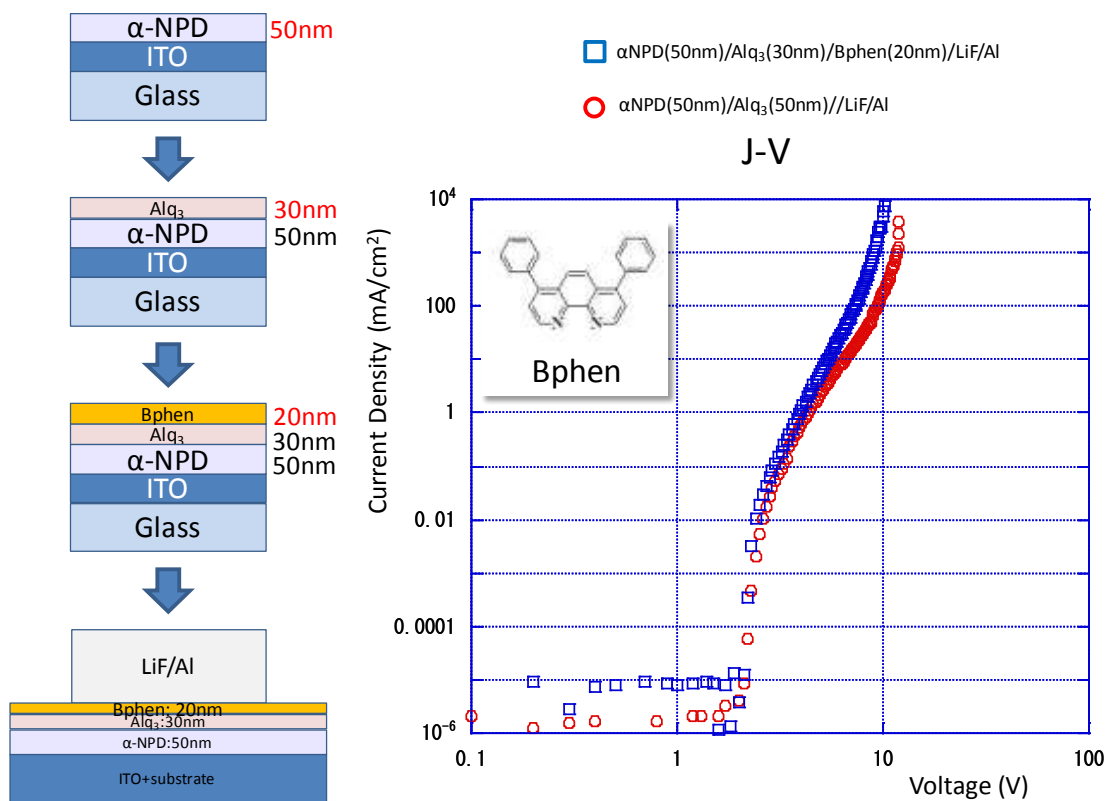 α-NPD 50nm
ITO
Glass
Alq₃ 30nm
α-NPD 50nm
ITO
Glass
Bphen 20nm
Alq₃ 30nm
α-NPD 50nm
ITO
Glass
LiF/Al
Bphen: 20nm
Alq₃:30nm
α-NPD:50nm
ITO+substrate
αNPD(50nm)/Alq₃(30nm)/Bphen(20nm)/LiF/Al
αNPD(50nm)/Alq₃(50nm)//LiF/Al
J-V
Current Density (mA/cm²)
10⁴
100
1
0.01
0.0001
10⁻⁶
N N
Bphen
0.1 1 10 100
Voltage (V)